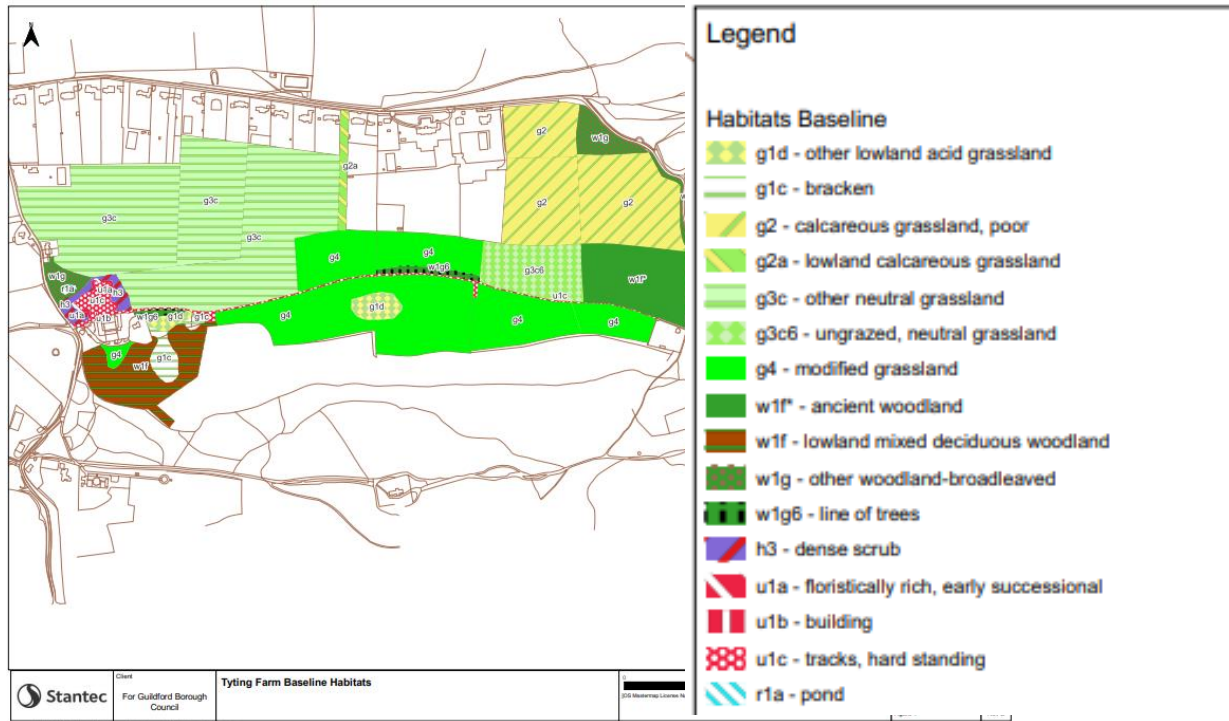 N
g2
w1g
g2a
g3c
g3c
g2
g2
w
g3c
g4
g4
w1g
w1g6
g3c6
w1f*
r1a
u1a
h3
u1c
u1c
h3
g1d
u1a
u1b
w1g6
g1d
g1c
g4
g4
g4
g4
g1c
w1f
Stantec
Client
For Guildford Borough
Council
Tyting Farm Baseline Habitats
0
Legend
Habitats Baseline
g1d - other lowland acid grassland
g1c - bracken
g2 - calcareous grassland, poor
g2a - lowland calcareous grassland
g3c - other neutral grassland
g3c6 - ungrazed, neutral grassland
g4 - modified grassland
w1f* - ancient woodland
w1f - lowland mixed deciduous woodland
w1g - other woodland-broadleaved
w1g6 - line of trees
h3 - dense scrub
u1a - floristically rich, early successional
u1b - building
u1c - tracks, hard standing
r1a - pond